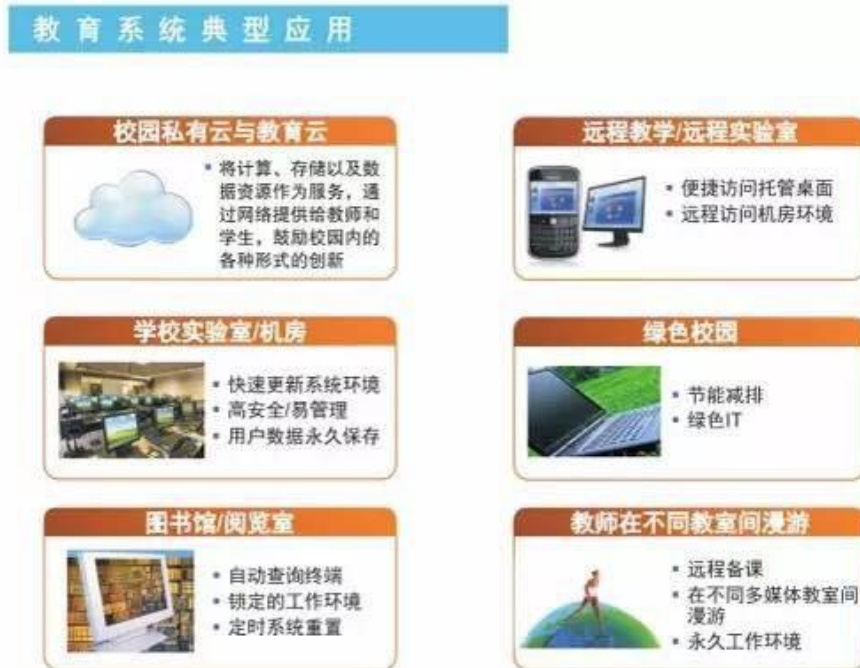 教育系统典型应用
校园私有云与教育云
▪ 将计算、存储以及数
据资源作为服务，通
过网络提供给教师和
学生，鼓励校园内的
各种形式的创新
远程教学/远程实验室
▪ 便捷访问托管桌面
▪ 远程访问机房环境
学校实验室/机房
▪ 快速更新系统环境
▪ 高安全/易管理
▪ 用户数据永久保存
绿色校园
▪ 节能减排
▪ 绿色IT
图书馆/阅览室
▪ 自动查询终端
▪ 锁定的工作环境
▪ 定时系统重置
教师在不同教室间漫游
▪ 远程备课
▪ 在不同多媒体教室间
漫游
▪ 永久工作环境